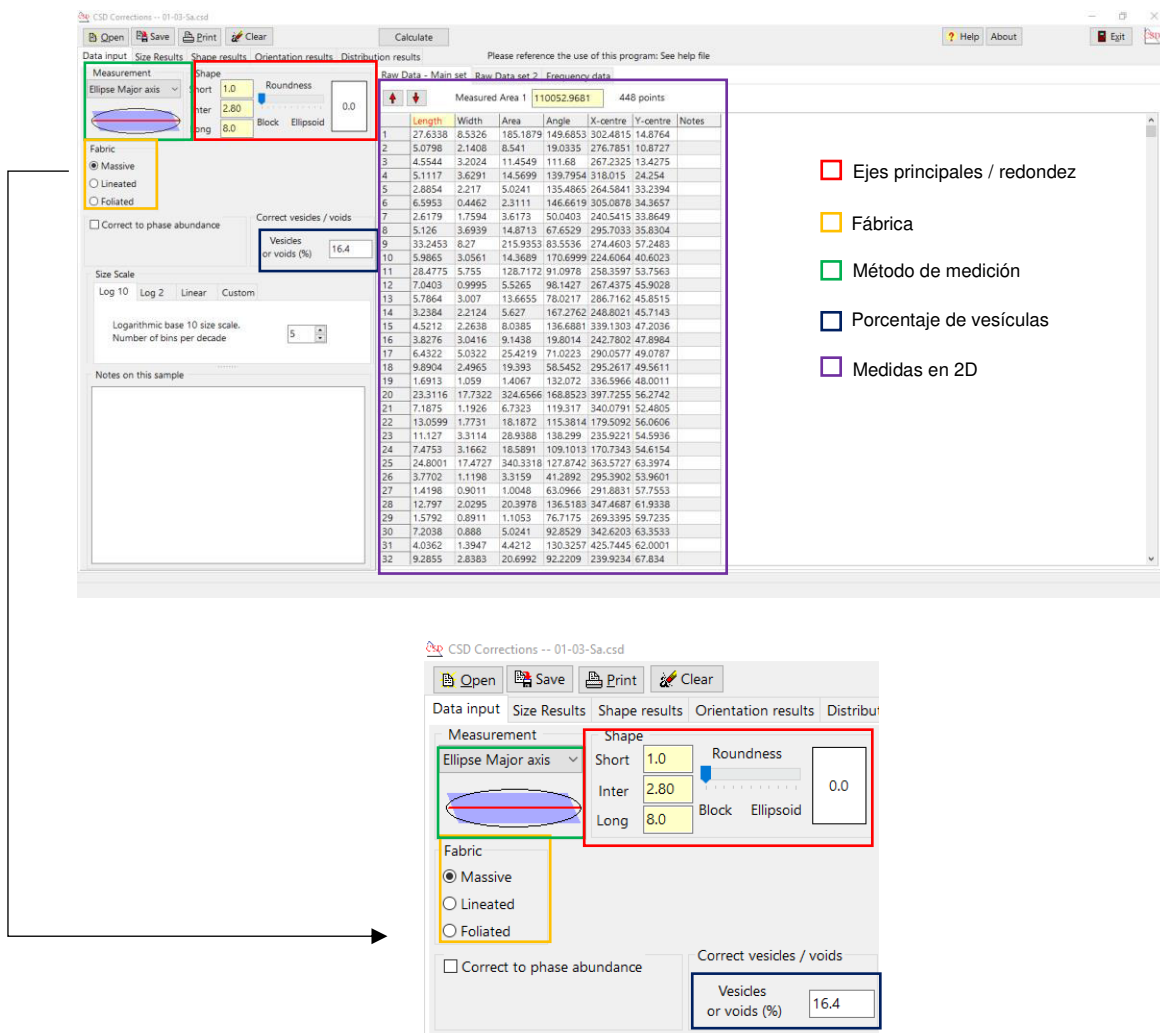 CSD Corrections -- 01-03-Sa.csd
Open Save Print Clear Calculate ? Help About Exit
Data input Size Results Shape results Orientation results Distribution results Please reference the use of this program: See help file
Measurement
Ellipse Major axis
Shape
Short 1.0
Inter 2.80
Long 8.0
Roundness
Block Ellipsoid
0.0
Fabric
Massive
Lineated
Foliated
Correct to phase abundance
Correct vesicles / voids
Vesicles
or voids (%) 16.4
Size Scale
Log 10 Log 2 Linear Custom
Logarithmic base 10 size scale.
Number of bins per decade
5
Notes on this sample
Raw Data - Main set Raw Data set 2 Frequency data
Measured Area 1 110052.9681 448 points
Length Width Area Angle X-centre Y-centre Notes
1 27.6338 8.5326 185.1879 149.6853 302.4815 14.8764
2 5.0798 2.1408 8.541 19.0335 276.7851 10.8727
3 4.5544 3.2024 11.4549 111.68 267.2325 13.4275
4 5.1117 3.6291 14.5699 139.7954 318.015 24.254
5 2.8854 2.217 5.0241 135.4865 264.5841 33.2394
6 6.5953 0.4462 2.3111 146.6619 305.0878 34.3657
7 2.6179 1.7594 3.6173 50.0403 240.5415 33.8649
8 5.126 3.6939 14.8713 67.6529 295.7033 35.8304
9 33.2453 8.27 215.9353 83.5536 274.4603 57.2483
10 5.9865 3.0561 14.3689 170.6999 224.6064 40.6023
11 28.4775 5.755 128.7172 91.0978 258.3597 53.7563
12 7.0403 0.9995 5.5265 98.1427 267.4375 45.9028
13 5.7864 3.007 13.6655 78.0217 286.7162 45.8515
14 3.2384 2.2124 5.627 167.2762 248.8021 45.7143
15 4.5212 2.2638 8.0385 136.6881 339.1303 47.2036
16 3.8276 3.0416 9.1438 19.8014 242.7802 47.8984
17 6.4322 5.0322 25.4219 71.0223 290.0577 49.0787
18 9.8904 2.4965 19.393 58.5452 295.2617 49.5611
19 1.6913 1.059 1.4067 132.072 336.5966 48.0011
20 23.3116 17.7322 324.6566 168.8523 397.7255 56.2742
21 7.1875 1.1926 6.7323 119.317 340.0791 52.4805
22 13.0599 1.7731 18.1872 115.3814 179.5092 56.0606
23 11.127 3.3114 28.9388 138.299 235.9221 54.5936
24 7.4753 3.1662 18.5891 109.1013 170.7343 54.6154
25 24.8001 17.4727 340.3318 127.8742 363.5727 63.3974
26 3.7702 1.1198 3.3159 41.2892 295.3902 53.9601
27 1.4198 0.9011 1.0048 63.0966 291.8831 57.7553
28 12.797 2.0295 20.3978 136.5183 347.4687 61.9338
29 1.5792 0.8911 1.1053 76.7175 269.3395 59.7235
30 7.2038 0.888 5.0241 92.8529 342.6203 63.3533
31 4.0362 1.3947 4.4212 130.3257 425.7445 62.0001
32 9.2855 2.8383 20.6992 92.2209 239.9234 67.834
Ejes principales / redondez
Fábrica
Método de medición
Porcentaje de vesículas
Medidas en 2D
CSD Corrections -- 01-03-Sa.csd
Open Save Print Clear
Data input Size Results Shape results Orientation results Distribut
Measurement
Ellipse Major axis
Shape
Short 1.0
Inter 2.80
Long 8.0
Roundness
Block Ellipsoid
0.0
Fabric
Massive
Lineated
Foliated
Correct to phase abundance
Correct vesicles / voids
Vesicles
or voids (%) 16.4